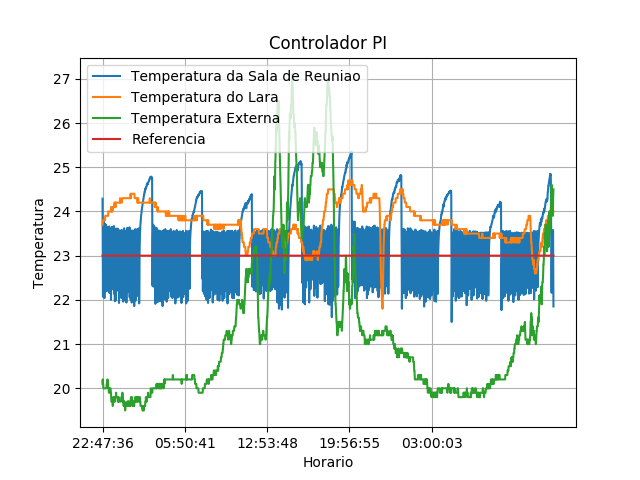 Controlador PI
Temperatura da Sala de Reuniao
Temperatura do Lara
Temperatura Externa
Referencia
27
26
25
24
23
22
21
20
Temperatura
22:47:36 05:50:41 12:53:48 19:56:55 03:00:03
Horario